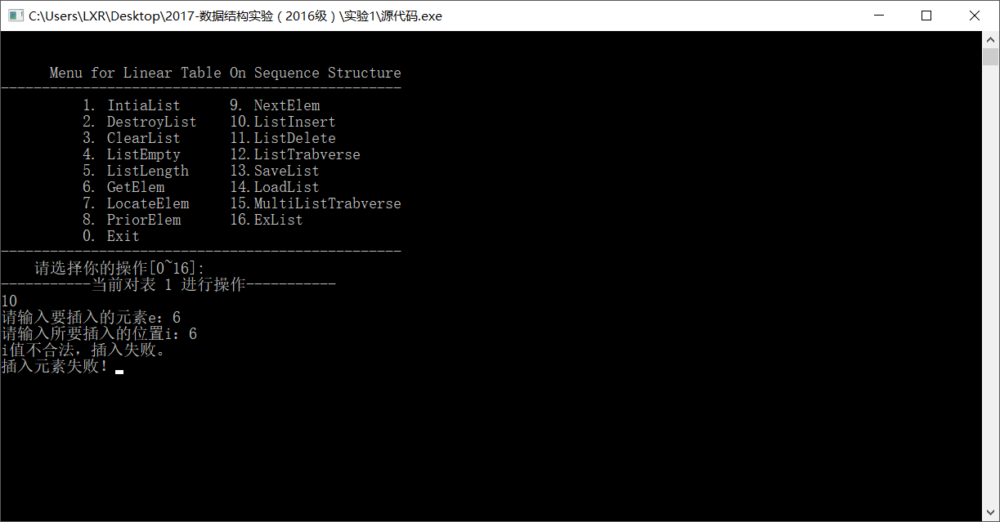 C:\Users\LXR\Desktop\2017-数据结构实验（2016级）\实验1\源代码.exe
Menu for Linear Table On Sequence Structure
-------------------------------------------------
1. IntiaList 9. NextElem
2. DestroyList 10.ListInsert
3. ClearList 11.ListDelete
4. ListEmpty 12.ListTrabverse
5. ListLength 13.SaveList
6. GetElem 14.LoadList
7. LocateElem 15.MultiListTrabverse
8. PriorElem 16.ExList
0. Exit
-------------------------------------------------
请选择你的操作[0~16]:
-----------当前对表 1 进行操作-----------
10
请输入要插入的元素e：6
请输入所要插入的位置i：6
i值不合法，插入失败。
插入元素失败！